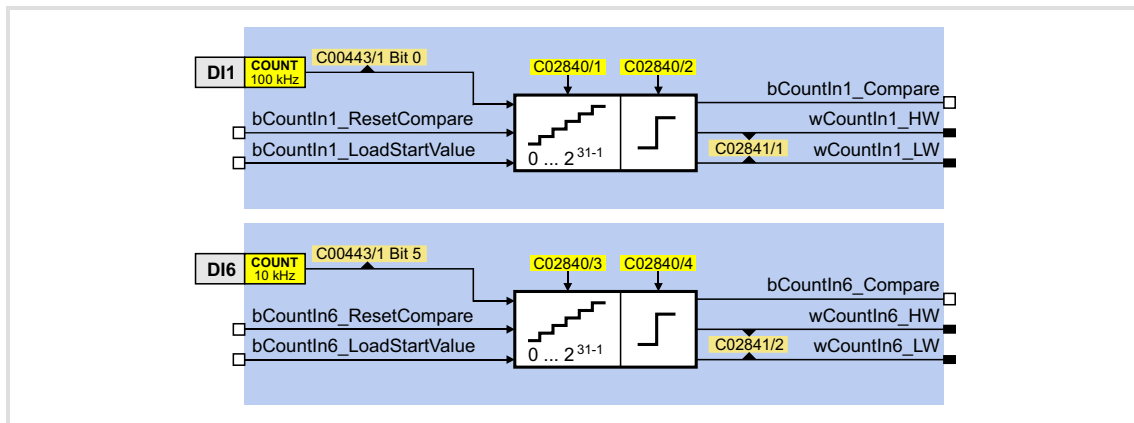 C00443/1 Bit 0
DI1 COUNT
100 kHz
C02840/1 C02840/2
bCountIn1_Compare
bCountIn1_ResetCompare
wCountIn1_HW
C02841/1
bCountIn1_LoadStartValue
wCountIn1_LW
0 ... 2 31-1
C00443/1 Bit 5
DI6 COUNT
10 kHz
C02840/3 C02840/4
bCountIn6_Compare
bCountIn6_ResetCompare
wCountIn6_HW
C02841/2
bCountIn6_LoadStartValue
wCountIn6_LW
0 ... 2 31-1